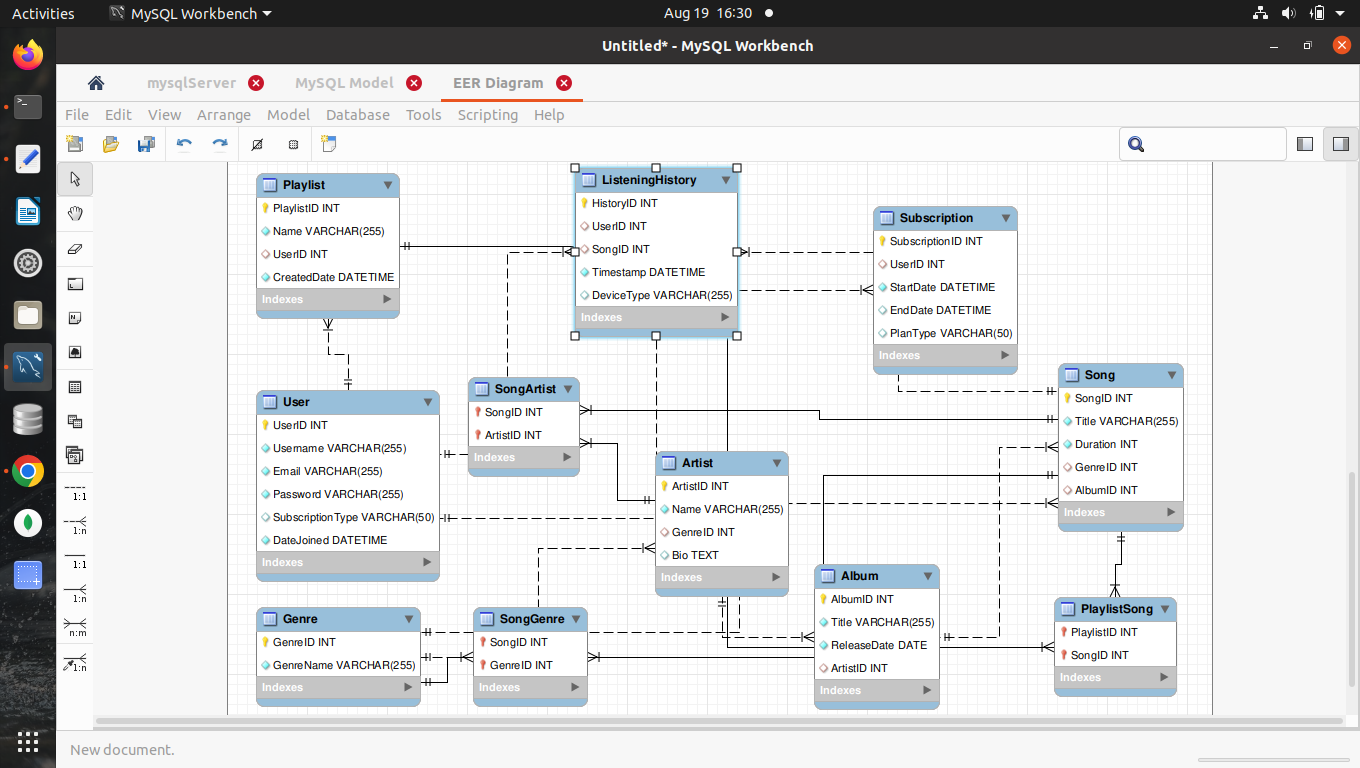 Activities MySQL Workbench Aug 19 16:30
Untitled* - MySQL Workbench
mysqlServer MySQL Model EER Diagram
File Edit View Arrange Model Database Tools Scripting Help
Playlist
PlaylistID INT
Name VARCHAR(255)
UserID INT
CreatedDate DATETIME
Indexes
ListeningHistory
HistoryID INT
UserID INT
SongID INT
Timestamp DATETIME
DeviceType VARCHAR(255)
Indexes
Subscription
SubscriptionID INT
UserID INT
StartDate DATETIME
EndDate DATETIME
PlanType VARCHAR(50)
Indexes
User
UserID INT
Username VARCHAR(255)
Email VARCHAR(255)
Password VARCHAR(255)
SubscriptionType VARCHAR(50)
DateJoined DATETIME
Indexes
SongArtist
SongID INT
ArtistID INT
Indexes
Song
SongID INT
Title VARCHAR(255)
Duration INT
GenreID INT
AlbumID INT
Indexes
Artist
ArtistID INT
Name VARCHAR(255)
GenreID INT
Bio TEXT
Indexes
Genre
GenreID INT
GenreName VARCHAR(255)
Indexes
SongGenre
SongID INT
GenreID INT
Indexes
Album
AlbumID INT
Title VARCHAR(255)
ReleaseDate DATE
ArtistID INT
Indexes
PlaylistSong
PlaylistID INT
SongID INT
Indexes
1:1
1:n
1:1
1:n
n:m
1:n
New document.